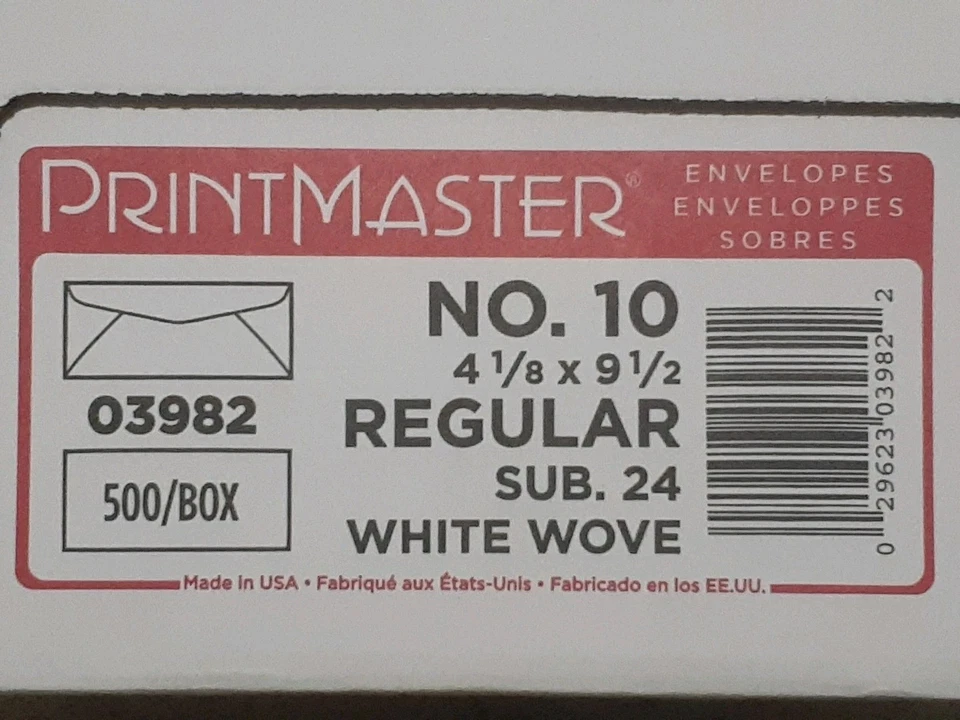 PRINTMASTER®
ENVELOPES
ENVELOPPES
SOBRES
03982
500/BOX
NO. 10
4 1/8 x 9 1/2
REGULAR
SUB. 24
WHITE WOVE
0 29623 03982 2
Made in USA • Fabriqué aux États-Unis • Fabricado en los EE.UU.